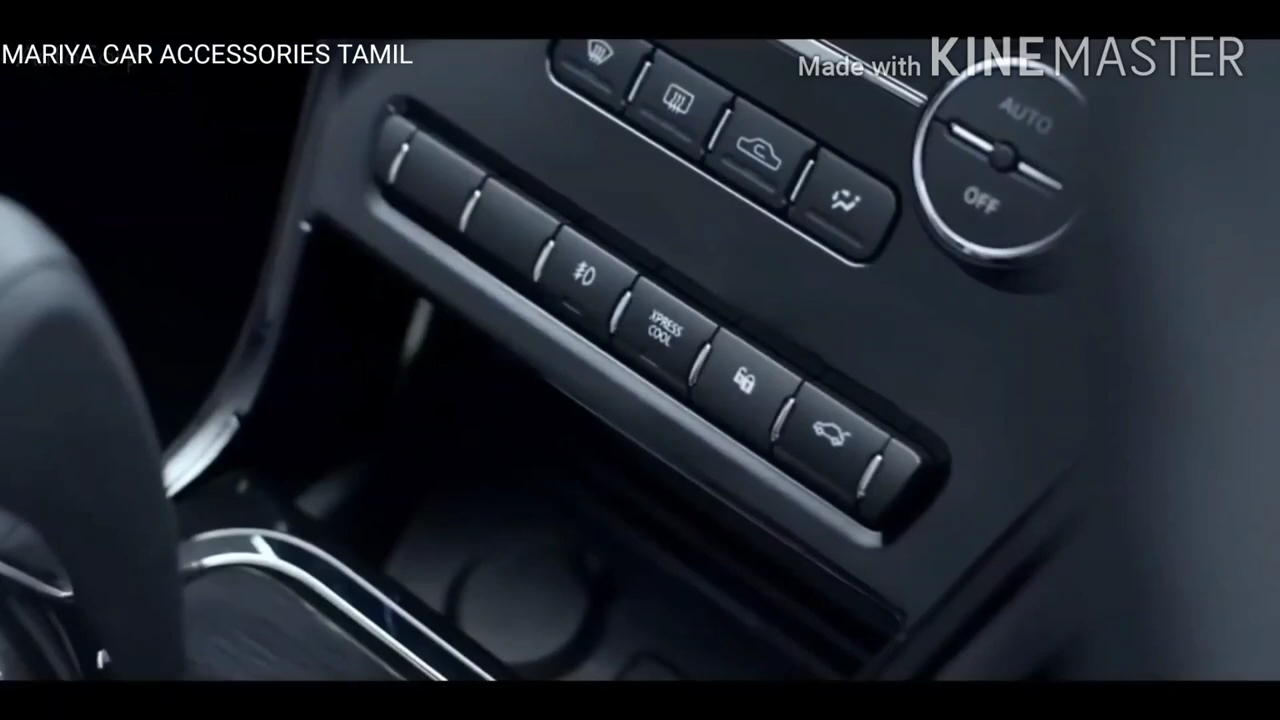 MARIYA CAR ACCESSORIES TAMIL
Made with KINEMASTER
AUTO
OFF
C
XPRESS
COOL